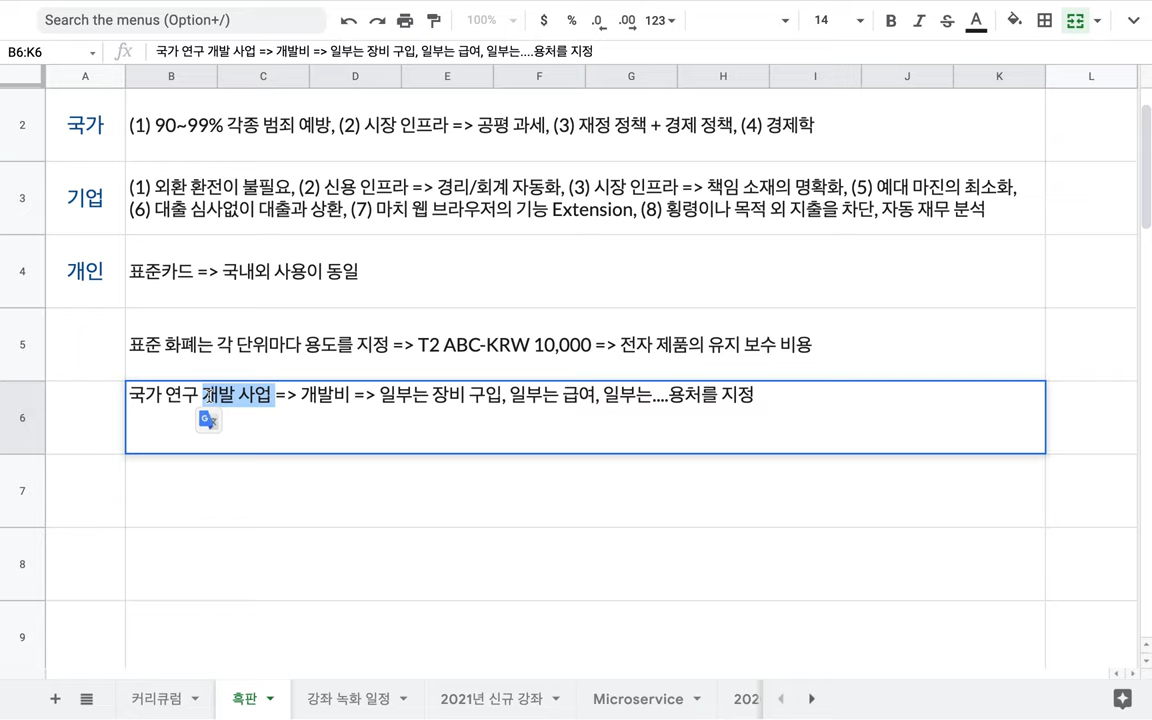 Search the menus (Option+/)
100%
$ % .0 .00 123
14
B I S A
B6:K6
fx
국가 연구 개발 사업 => 개발비 => 일부는 장비 구입, 일부는 급여, 일부는....용처를 지정
A B C D E F G H I J K L
2 국가 (1) 90~99% 각종 범죄 예방, (2) 시장 인프라 => 공평 과세, (3) 재정 정책 + 경제 정책, (4) 경제학
3 기업 (1) 외환 환전이 불필요, (2) 신용 인프라 => 경리/회계 자동화, (3) 시장 인프라 => 책임 소재의 명확화, (5) 예대 마진의 최소화,
(6) 대출 심사없이 대출과 상환, (7) 마치 웹 브라우저의 기능 Extension, (8) 횡령이나 목적 외 지출을 차단, 자동 재무 분석
4 개인 표준카드 => 국내외 사용이 동일
5 표준 화폐는 각 단위마다 용도를 지정 => T2 ABC-KRW 10,000 => 전자 제품의 유지 보수 비용
6 국가 연구 개발 사업 => 개발비 => 일부는 장비 구입, 일부는 급여, 일부는....용처를 지정
7
8
9
커리큐럼 흑판 강좌 녹화 일정 2021년 신규 강좌 Microservice 202